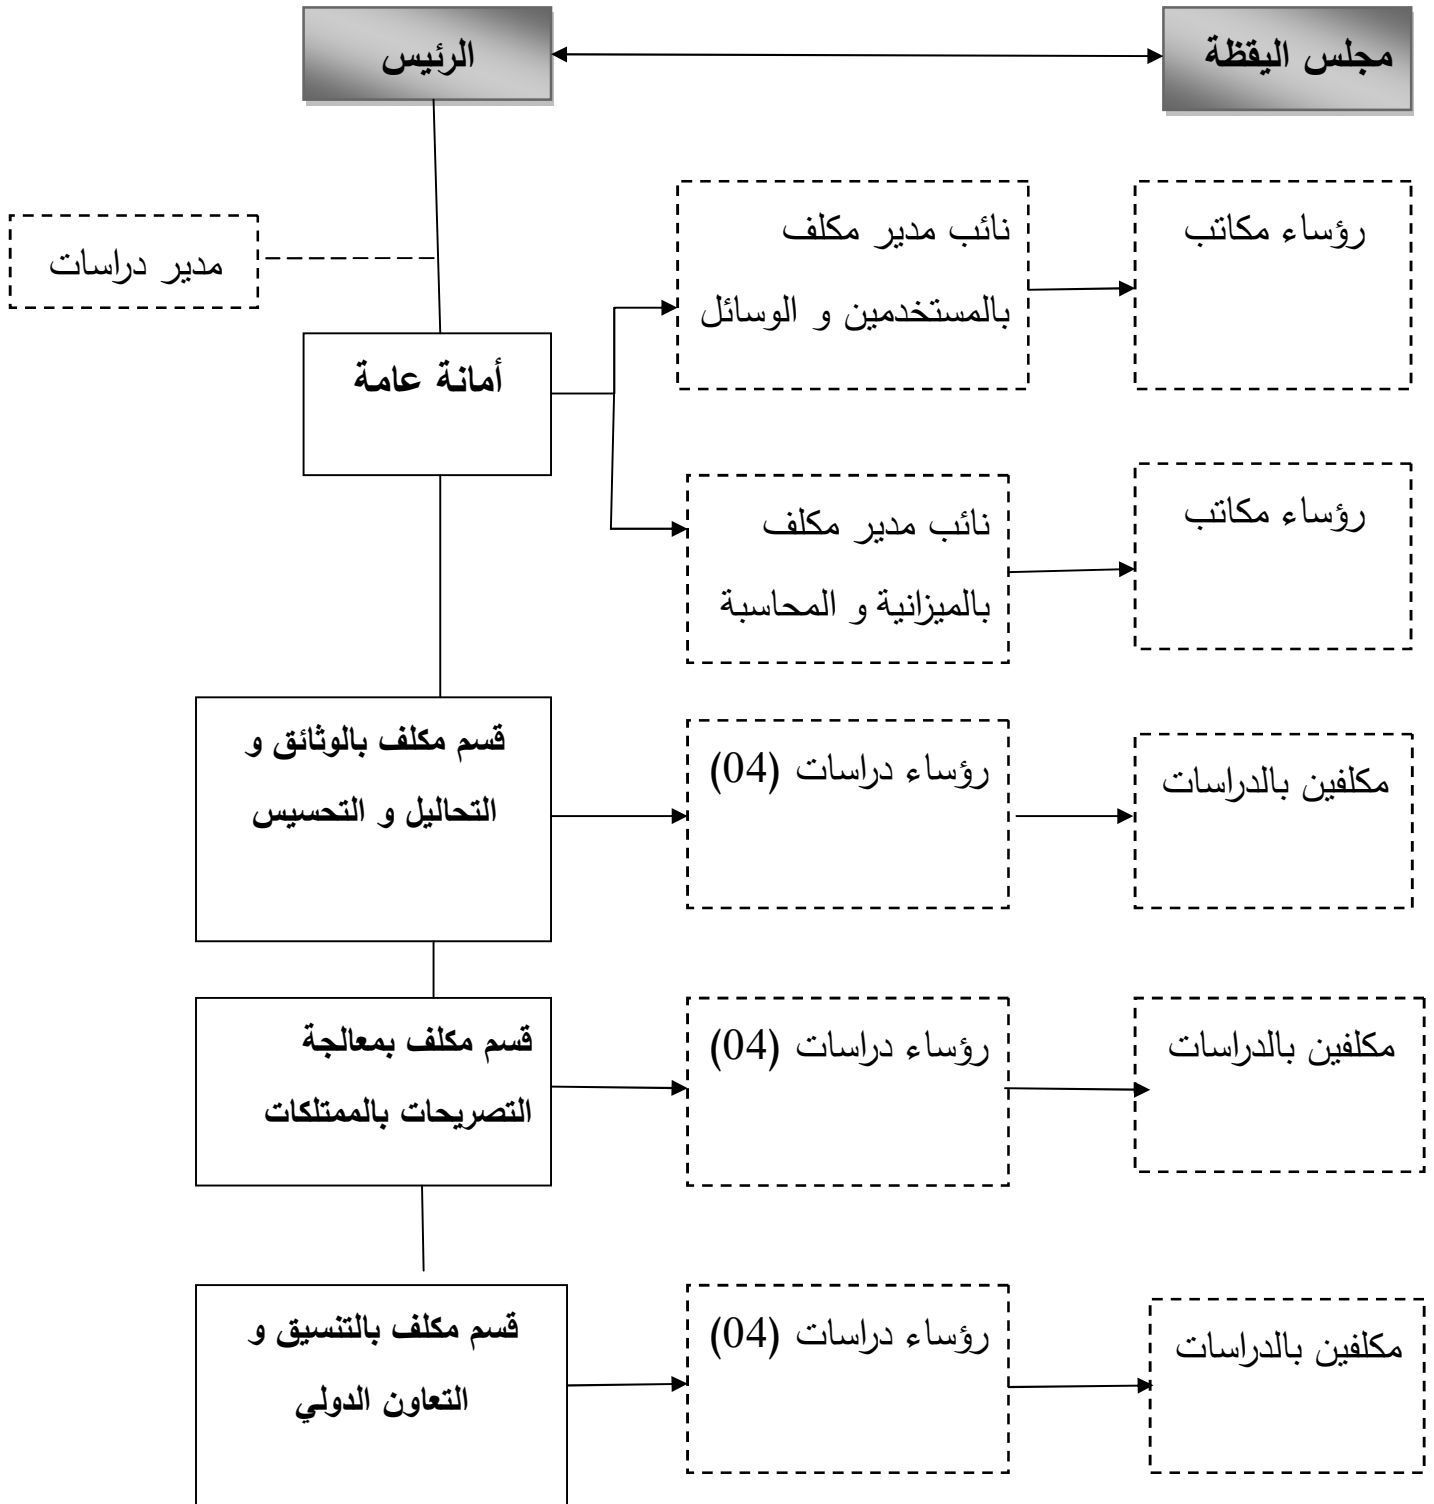 مجلس اليقظة
الرئيس
رؤساء مكاتب
نائب مدير مكلف
بالمستخدمين و الوسائل
مدير دراسات
أمانة عامة
رؤساء مكاتب
نائب مدير مكلف
بالميزانية و المحاسبة
مكلفين بالدراسات
رؤساء دراسات (04)
قسم مكلف بالوثائق و
التحاليل و التحسيس
مكلفين بالدراسات
رؤساء دراسات (04)
قسم مكلف بمعالجة
التصريحات بالممتلكات
مكلفين بالدراسات
رؤساء دراسات (04)
قسم مكلف بالتنسيق و
التعاون الدولي